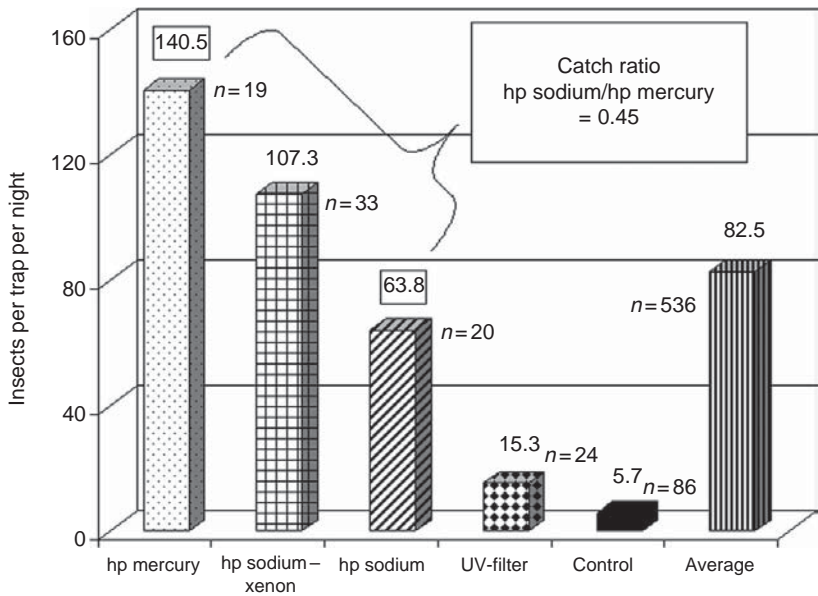 Insects per trap per night
160
120
80
40
0
140.5
n=19
107.3
n=33
63.8
n=20
15.3
n=24
5.7
n=86
82.5
n=536
Catch ratio
hp sodium/hp mercury
= 0.45
hp mercury
hp sodium–
xenon
hp sodium
UV-filter
Control
Average